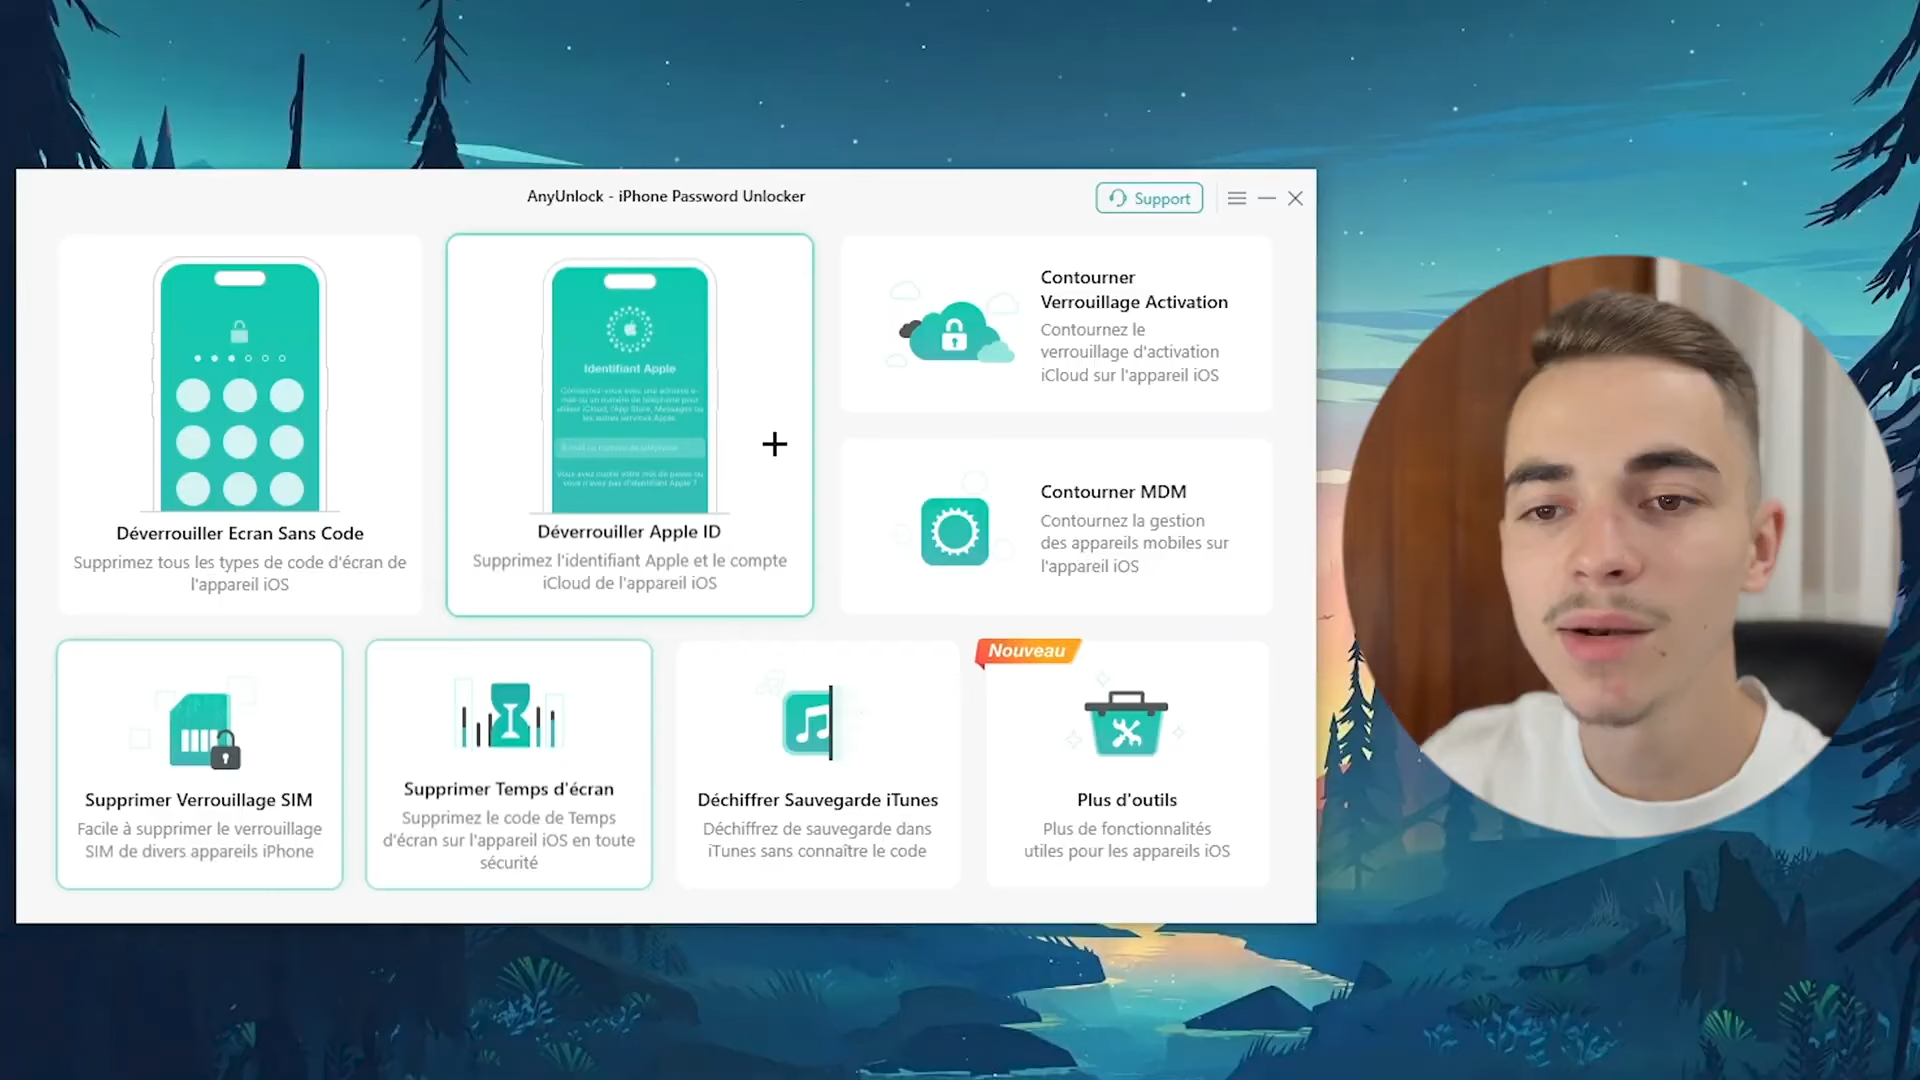 AnyUnlock - iPhone Password Unlocker
Support
Déverrouiller Ecran Sans Code
Supprimez tous les types de code d'écran de
l'appareil iOS
Identifiant Apple
Déverrouiller Apple ID
Supprimez l'identifiant Apple et le compte
iCloud de l'appareil iOS
Contourner
Verrouillage Activation
Contournez le
verrouillage d'activation
iCloud sur l'appareil iOS
Contourner MDM
Contournez la gestion
des appareils mobiles sur
l'appareil iOS
Supprimer Verrouillage SIM
Facile à supprimer le verrouillage
SIM de divers appareils iPhone
Supprimer Temps d'écran
Supprimez le code de Temps
d'écran sur l'appareil iOS en toute
sécurité
Déchiffrer Sauvegarde iTunes
Déchiffrez de sauvegarde dans
iTunes sans connaître le code
Nouveau
Plus d'outils
Plus de fonctionnalités
utiles pour les appareils iOS